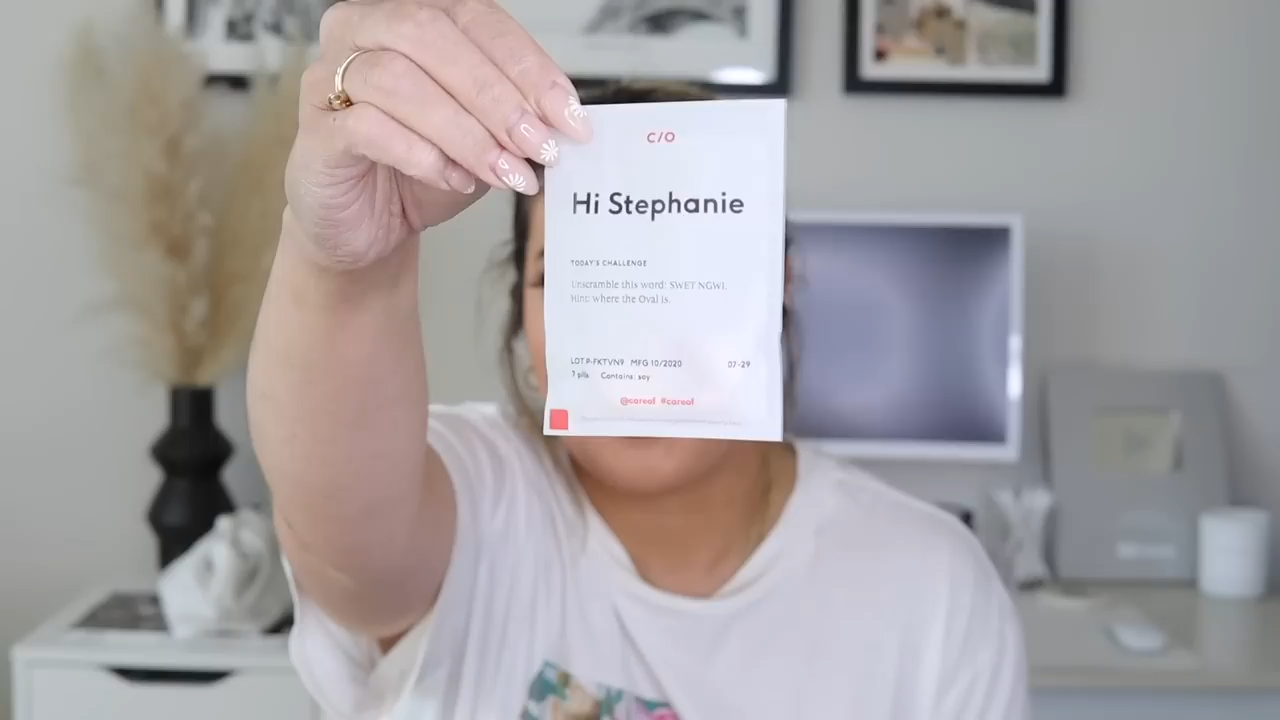 C/O
Hi Stephanie
TODAY'S CHALLENGE
Unscramble this word! SWET NGWI.
Hint: where the Oval is.
LOT P-FKTVN9 MFG 10/2020 07-29
7 pills Contains: soy
@careof #careof